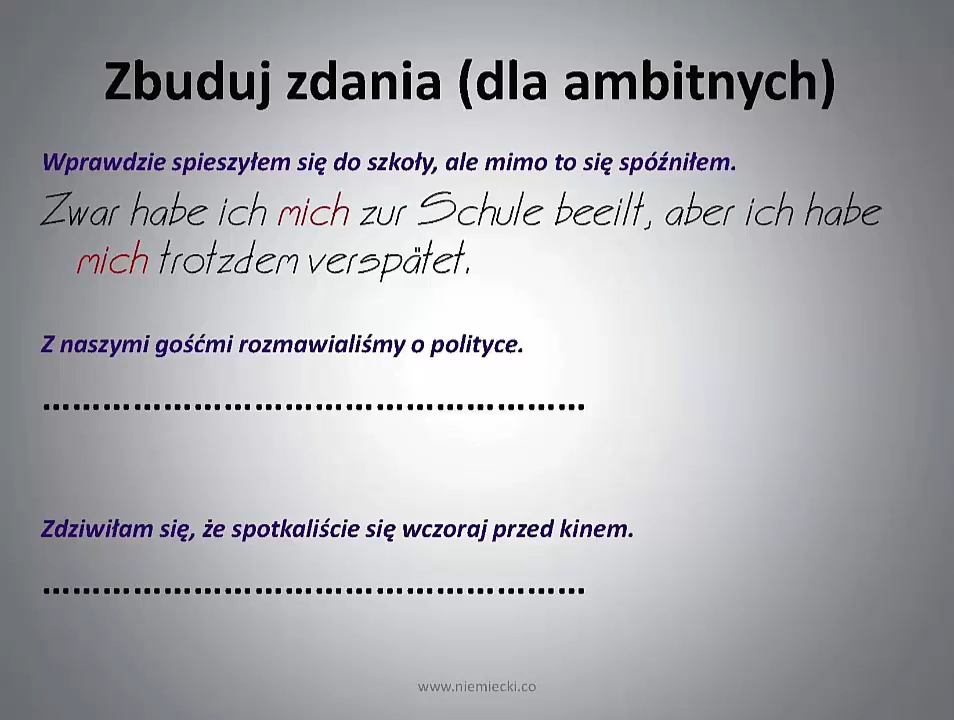 Zbuduj zdania (dla ambitnych)
Wprawdzie spieszyłem się do szkoły, ale mimo to się spóźniłem.
Zwar habe ich mich zur Schule beeilt, aber ich habe
mich trotzdem verspätet.
Z naszymi gośćmi rozmawialiśmy o polityce.
………………………………………………
Zdziwiłam się, że spotkaliście się wczoraj przed kinem.
………………………………………………
www.niemiecki.co